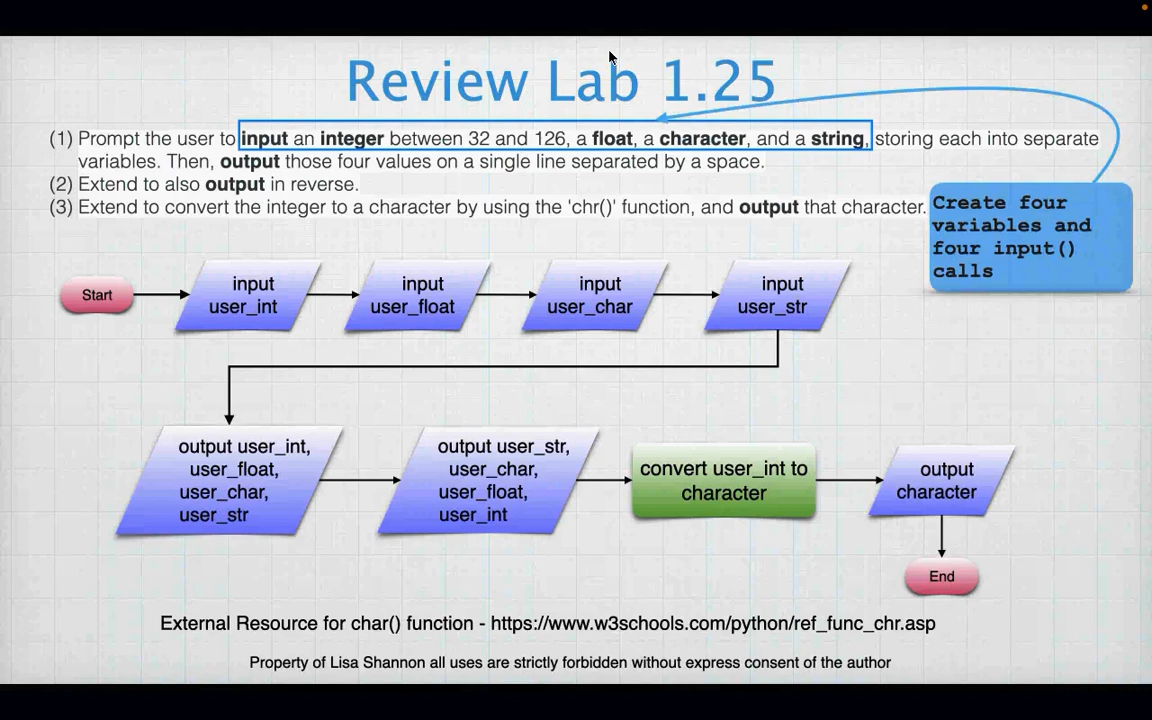 Review Lab 1.25
(1) Prompt the user to input an integer between 32 and 126, a float, a character, and a string, storing each into separate
variables. Then, output those four values on a single line separated by a space.
(2) Extend to also output in reverse.
(3) Extend to convert the integer to a character by using the 'chr()' function, and output that character.
Create four
variables and
four input()
calls
Start
input
user_int
input
user_float
input
user_char
input
user_str
output user_int,
user_float,
user_char,
user_str
output user_str,
user_char,
user_float,
user_int
convert user_int to
character
output
character
End
External Resource for char() function - https://www.w3schools.com/python/ref_func_chr.asp
Property of Lisa Shannon all uses are strictly forbidden without express consent of the author